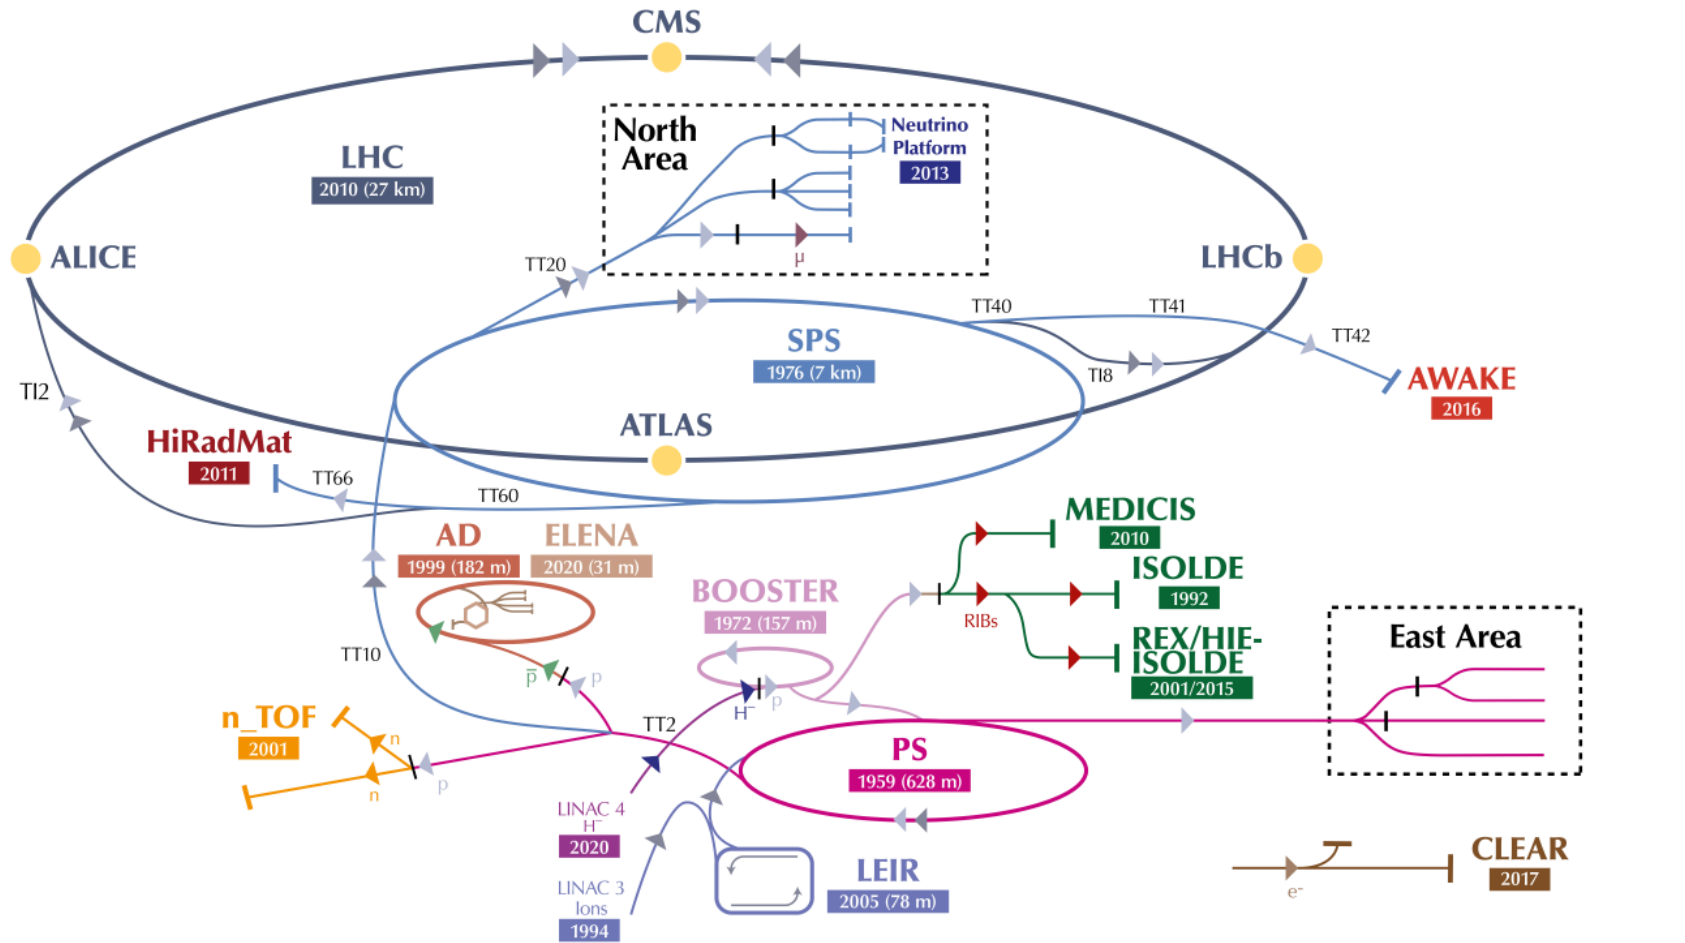 CMS
North
Area
Neutrino
Platform
2013
LHC
2010 (27 km)
ALICE
LHCb
μ
TT20
TT40
TT41
TT42
SPS
1976 (7 km)
TI8
AWAKE
2016
TI2
ATLAS
HiRadMat
2011
TT66
TT60
MEDICIS
2010
AD
1999 (182 m)
ELENA
2020 (31 m)
ISOLDE
1992
BOOSTER
1972 (157 m)
RIBs
REX/HIE-
ISOLDE
2001/2015
East Area
TT10
p̅
p
H⁻
p
n_TOF
2001
n
n
p
TT2
PS
1959 (628 m)
LINAC 4
H⁻
2020
LEIR
2005 (78 m)
LINAC 3
Ions
1994
CLEAR
2017
e⁻